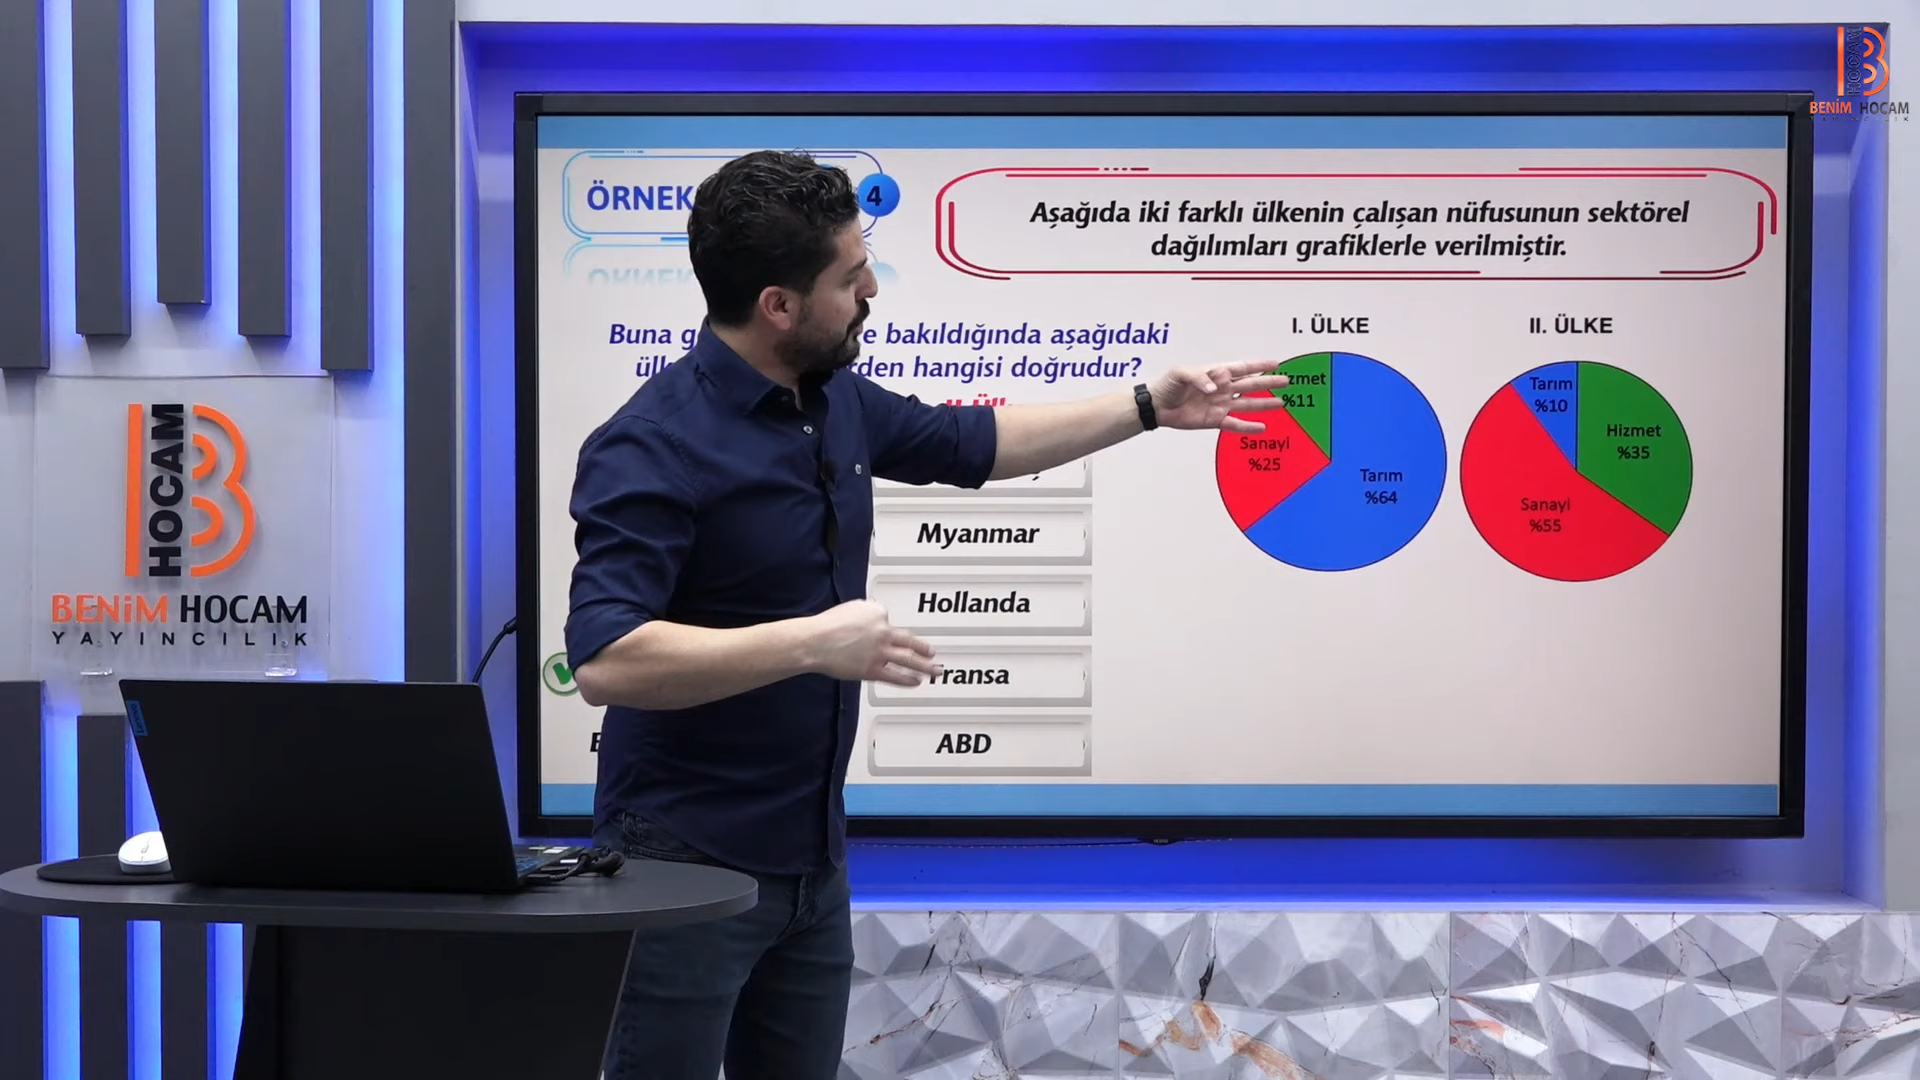 BENİM HOCAM
ÖRNEK
4
Aşağıda iki farklı ülkenin çalışan nüfusunun sektörel
dağılımları grafiklerle verilmiştir.
Buna bakıldığında aşağıdaki
hangisi doğrudur?
I. ÜLKE
II. ÜLKE
%11
Sanayi
%25
Tarım
%64
Tarım
%10
Hizmet
%35
Sanayi
%55
Myanmar
Hollanda
Fransa
ABD
HOCAM
BENİM HOCAM
YAYINCILIK